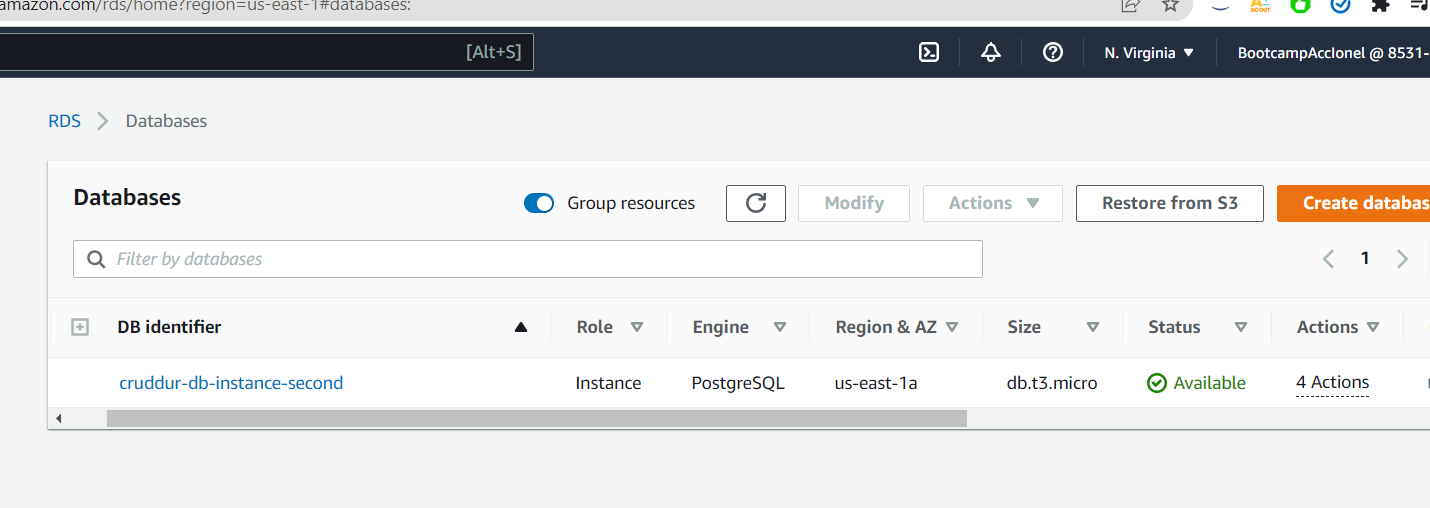 amazon.com/rds/home?region=us-east-1#databases:
SCOUT
[Alt+S]
N. Virginia
BootcampAccIonel @ 8531-
RDS
Databases
Databases
Group resources
Modify
Actions
Restore from S3
Create databas
Filter by databases
1
DB identifier
Role
Engine
Region & AZ
Size
Status
Actions
cruddur-db-instance-second
Instance
PostgreSQL
us-east-1a
db.t3.micro
Available
4 Actions